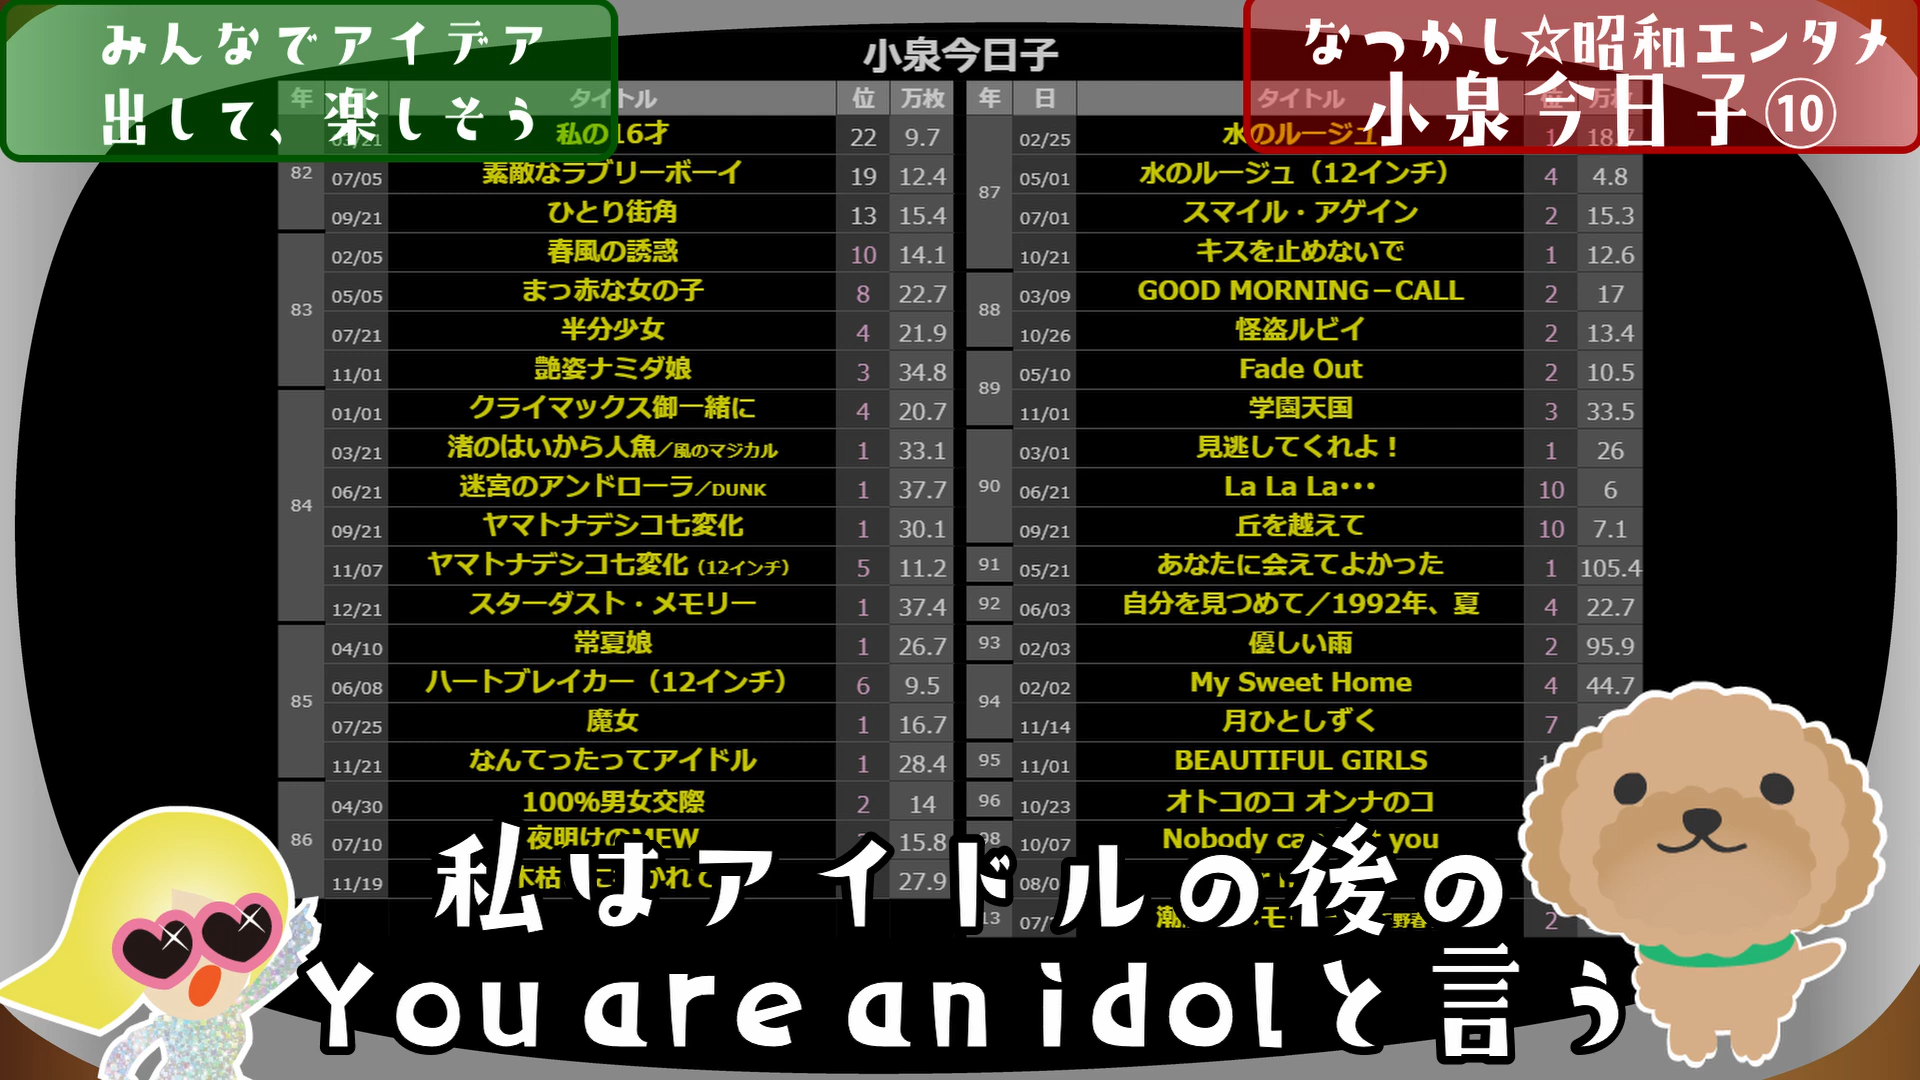 みんなでアイデア
出して、楽しそう
なつかし☆昭和エンタメ
小泉今日子⑩
小泉今日子
年 タイトル 位 万枚
03/21 私の16才 22 9.7
82 07/05 素敵なラブリーボーイ 19 12.4
09/21 ひとり街角 13 15.4
02/05 春風の誘惑 10 14.1
83 05/05 まっ赤な女の子 8 22.7
07/21 半分少女 4 21.9
11/01 艶姿ナミダ娘 3 34.8
01/01 クライマックス御一緒に 4 20.7
03/21 渚のはいから人魚／風のマジカル 1 33.1
84 06/21 迷宮のアンドローラ／DUNK 1 37.7
09/21 ヤマトナデシコ七変化 1 30.1
11/07 ヤマトナデシコ七変化（12インチ） 5 11.2
12/21 スターダスト・メモリー 1 37.4
04/10 常夏娘 1 26.7
85 06/08 ハートブレイカー（12インチ） 6 9.5
07/25 魔女 1 16.7
11/21 なんてったってアイドル 1 28.4
04/30 100%男女交際 2 14
86 07/10 夜明けのMEW 15.8
11/19 木枯 27.9
年 日 タイトル 位 万枚
02/25 水のルージュ 1
87 05/01 水のルージュ（12インチ） 4 4.8
07/01 スマイル・アゲイン 2 15.3
10/21 キスを止めないで 1 12.6
88 03/09 GOOD MORNING－CALL 2 17
10/26 怪盗ルビイ 2 13.4
89 05/10 Fade Out 2 10.5
11/01 学園天国 3 33.5
03/01 見逃してくれよ！ 1 26
90 06/21 La La La・・・ 10 6
09/21 丘を越えて 10 7.1
91 05/21 あなたに会えてよかった 1 105.4
92 06/03 自分を見つめて／1992年、夏 4 22.7
93 02/03 優しい雨 2 95.9
94 02/02 My Sweet Home 4 44.7
11/14 月ひとしずく 7
95 11/01 BEAUTIFUL GIRLS
96 10/23 オトコのコ オンナのコ
98 10/07 Nobody you
13 2
私はアイドルの後の
You are an idolと言う